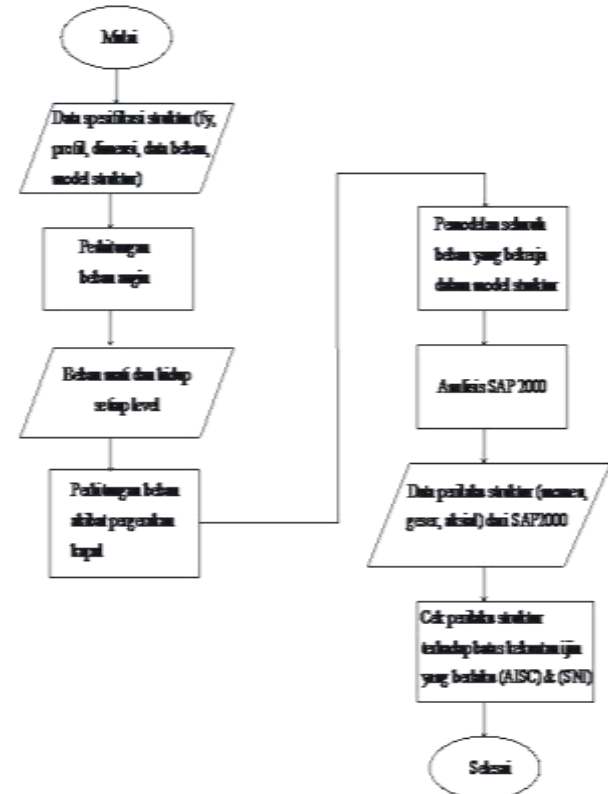 Mulai
Data spesifikasi struktur (fy,
profil, dimensi, data beban,
model struktur)
Perhitungan
beban angin
Beban mati dan hidup
setiap level
Perhitungan beban
akibat pergerakan
kapal
Pemodelan seluruh
beban yang bekerja
dalam model struktur
Analisis SAP 2000
Data perilaku struktur (momen,
geser, aksial) dari SAP2000
Cek perilaku struktur
terhadap batas kekuatan ijin
yang berlaku (AISC) & (SNI)
Selesai